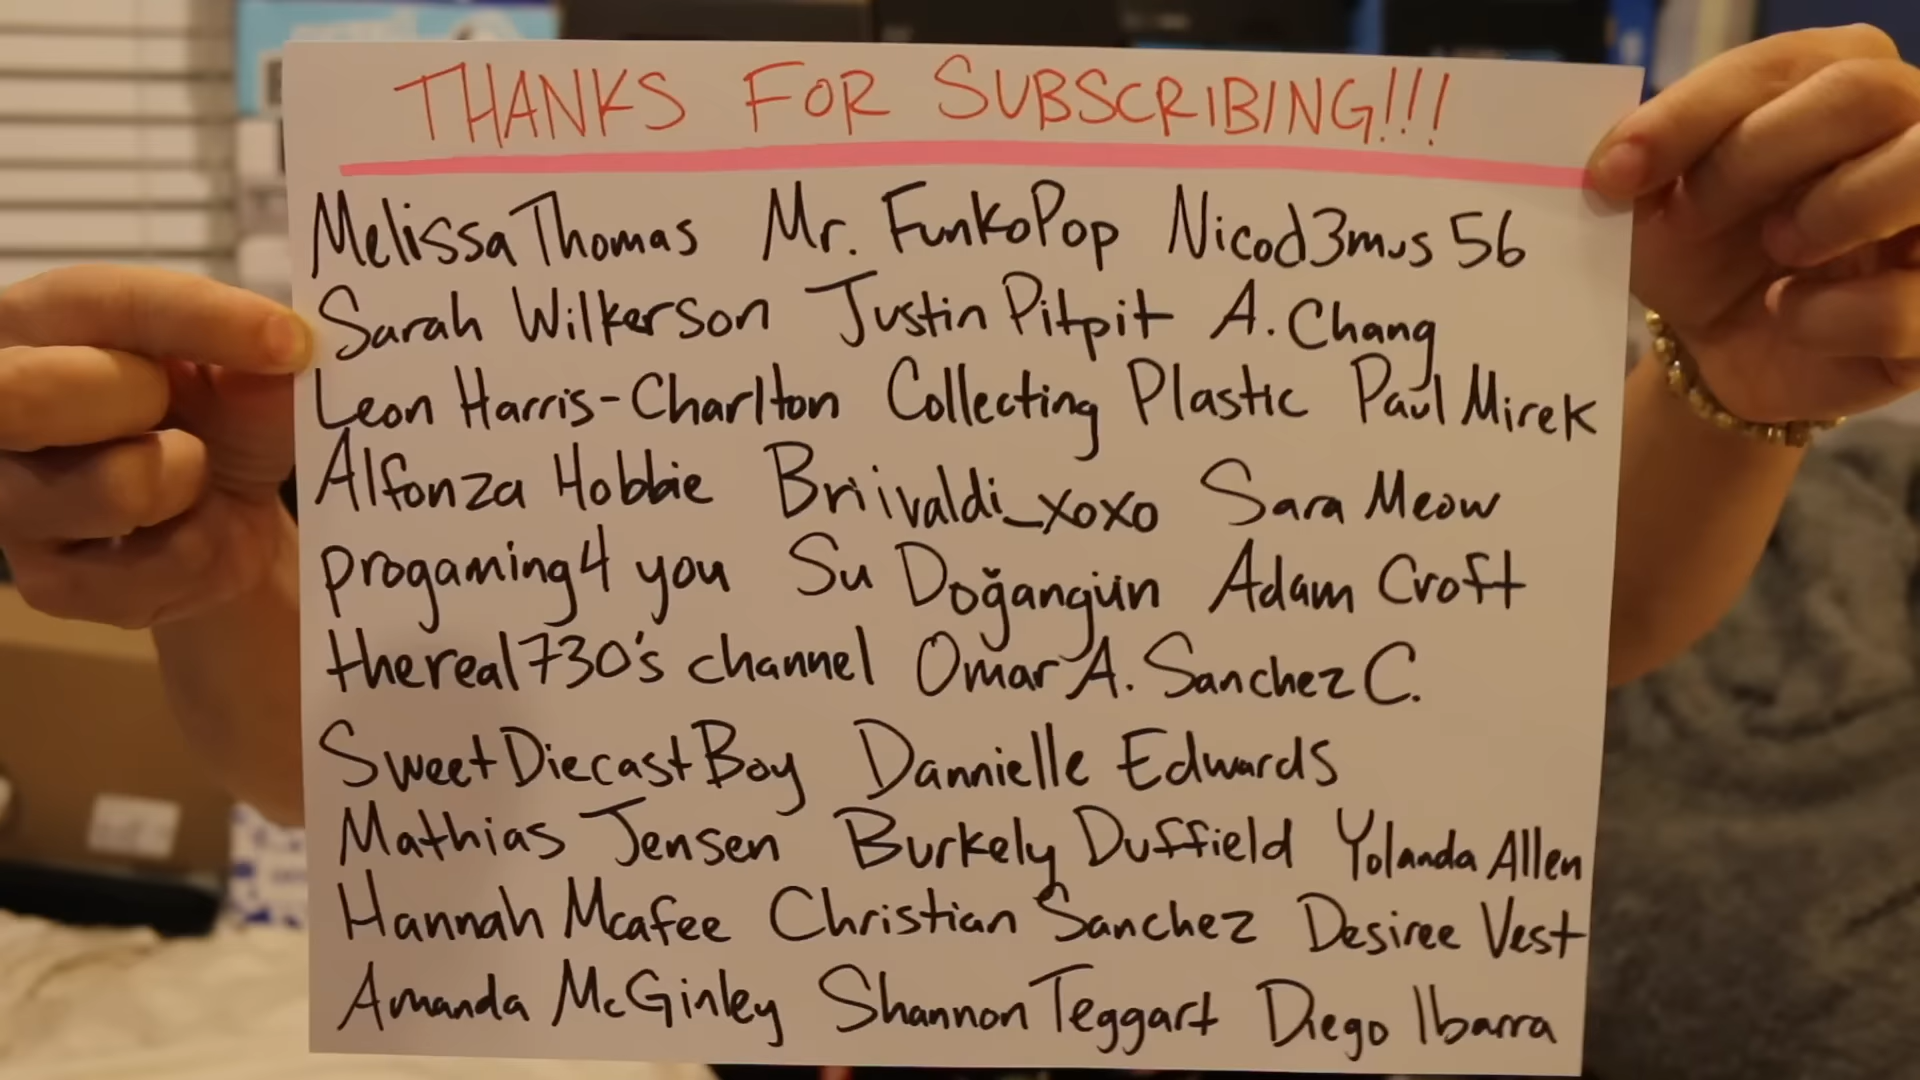 THANKS FOR SUBSCRIBING!!!
Melissa Thomas Mr. FunkoPop Nicod3mus 56
Sarah Wilkerson Justin Pitpit A. Chang
Leon Harris-Charlton Collecting Plastic Paul Mirek
Alfonza Hobbie Briivaldi_xoxo Sara Meow
progaming4 you Su Doğangün Adam Croft
thereal730's channel Omar A. Sanchez C.
SweetDiecastBoy Dannielle Edwards
Mathias Jensen Burkely Duffield Yolanda Allen
Hannah Mcafee Christian Sanchez Desiree Vest
Amanda McGinley Shannon Teggart Diego Ibarra